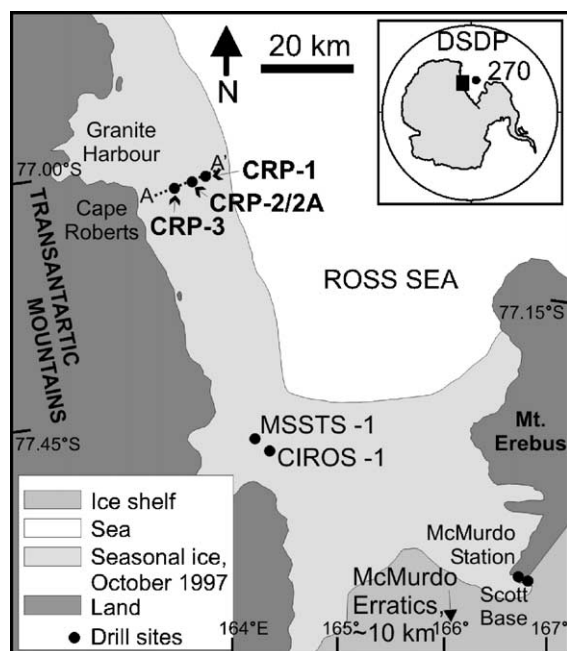 20 km
N
DSDP
270
Granite
Harbour
77.00°S
A
A'
CRP-1
CRP-2/2A
CRP-3
Cape
Roberts
TRANSANTARTIC
MOUNTAINS
ROSS SEA
77.15°S
MSSTS -1
CIROS -1
77.45°S
Mt.
Erebus
Ice shelf
Sea
Seasonal ice,
October 1997
Land
Drill sites
McMurdo
Station
Scott
Base
McMurdo
Erratics,
~10 km
164°E
165°
166°
167°